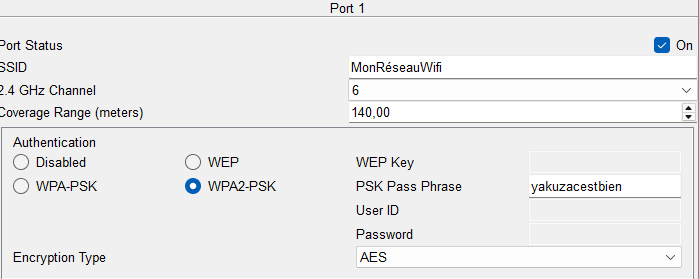 Port 1
Port Status On
SSID MonRéseauWifi
2.4 GHz Channel 6
Coverage Range (meters) 140,00
Authentication
Disabled WEP WEP Key
WPA-PSK WPA2-PSK PSK Pass Phrase yakuzacestbien
User ID
Password
Encryption Type AES